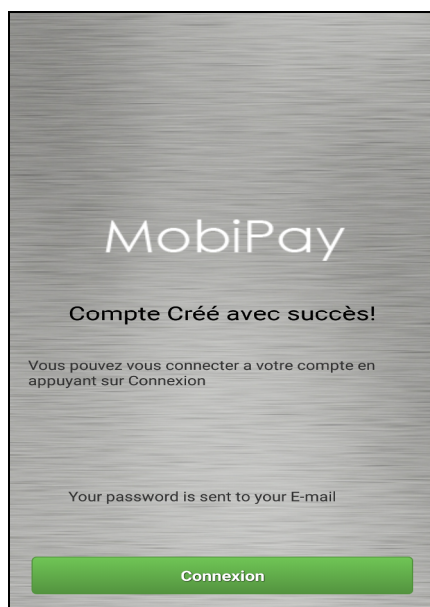 MobiPay
Compte Créé avec succès!
Vous pouvez vous connecter a votre compte en
appuyant sur Connexion
Your password is sent to your E-mail
Connexion